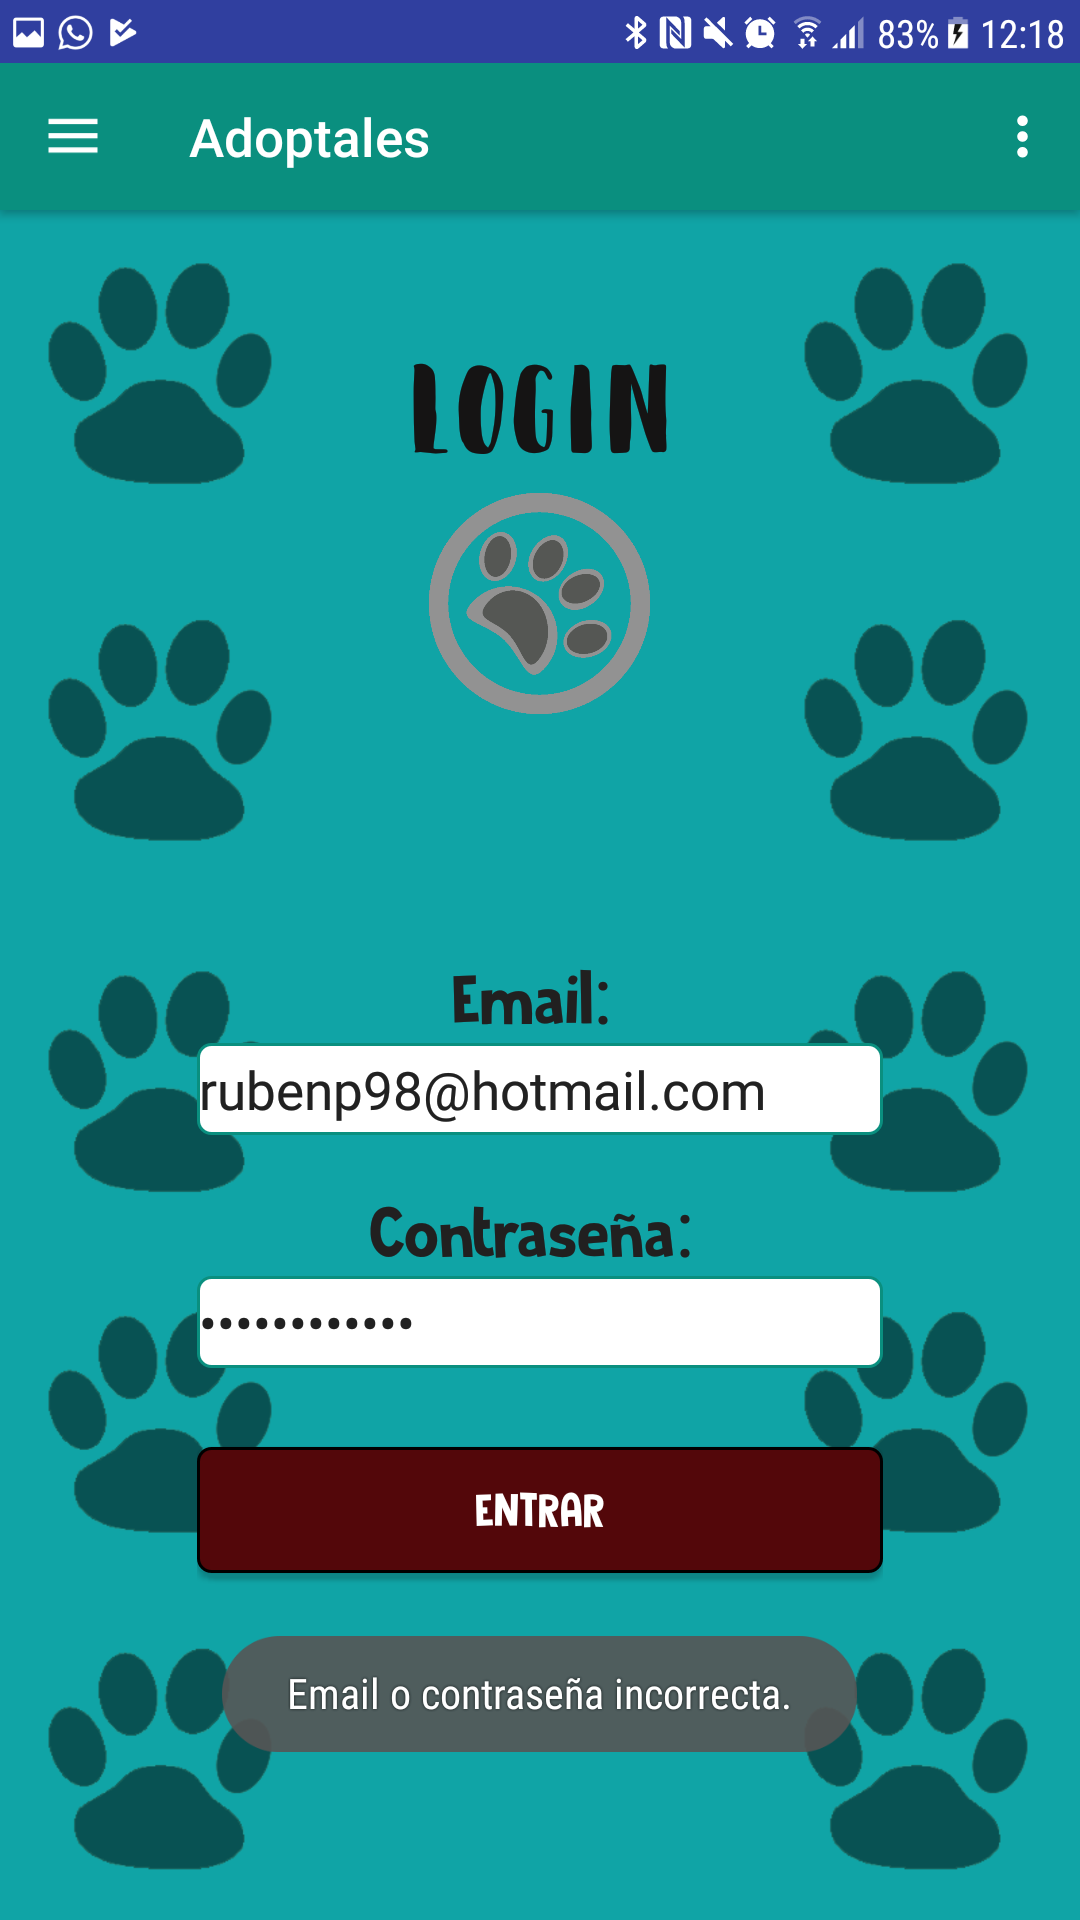 83% 12:18
Adoptales
LOGIN
Email:
rubenp98@hotmail.com
Contraseña:
••••••••••••
ENTRAR
Email o contraseña incorrecta.